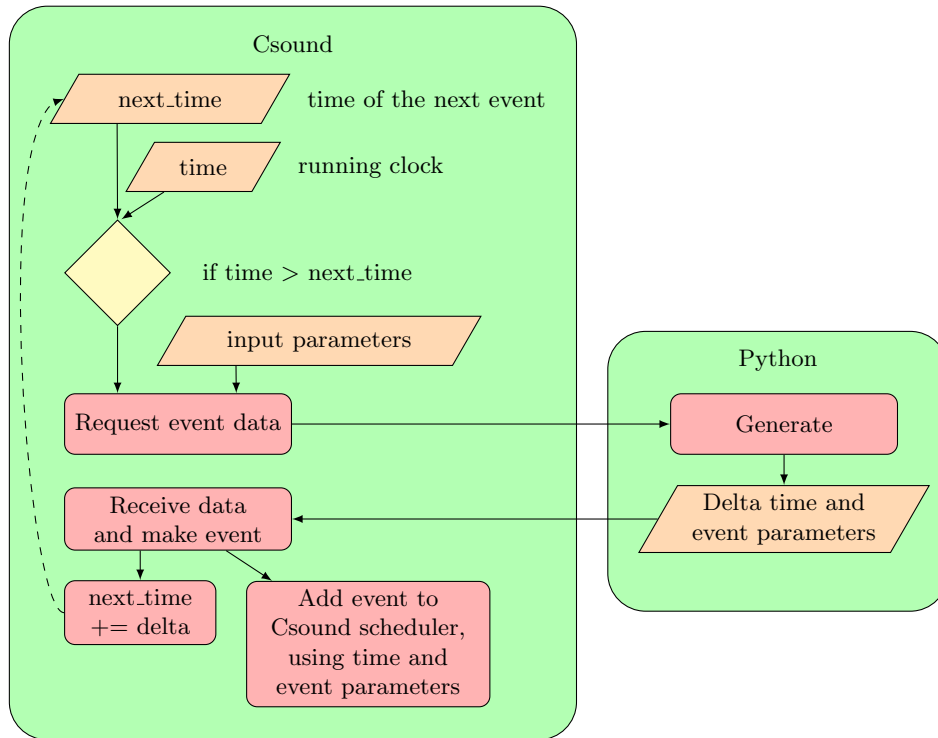 Csound
next_time
time of the next event
time
running clock
if time > next_time
input parameters
Python
Request event data
Generate
Receive data
and make event
Delta time and
event parameters
next_time
+= delta
Add event to
Csound scheduler,
using time and
event parameters